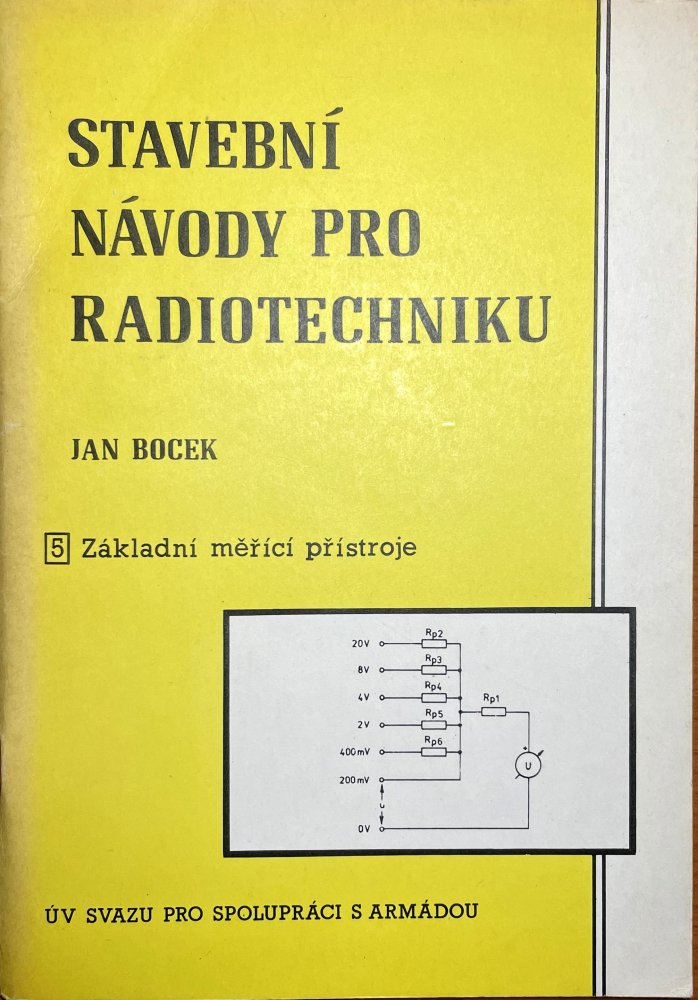 STAVEBNÍ
NÁVODY PRO
RADIOTECHNIKU
JAN BOCEK
5 Základní měřící přístroje
20V Rp2
8V Rp3
4V Rp4 Rp1
2V Rp5
400mV Rp6 + U
200mV
u
0V
ÚV SVAZU PRO SPOLUPRÁCI S ARMÁDOU